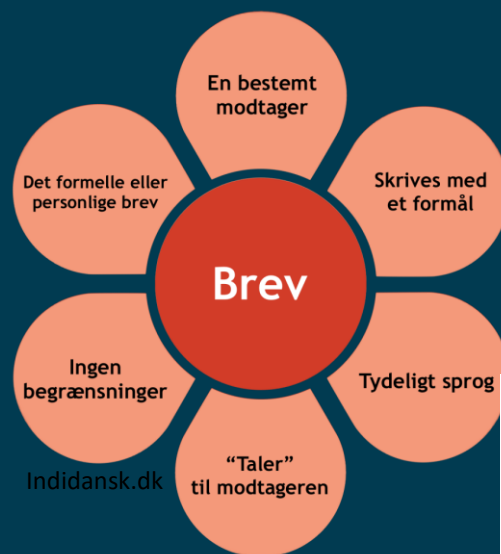 En bestemt
modtager
Det formelle eller
personlige brev
Skrives med
et formål
Brev
Ingen
begrænsninger
Tydeligt sprog
“Taler”
til modtageren
Indidansk.dk